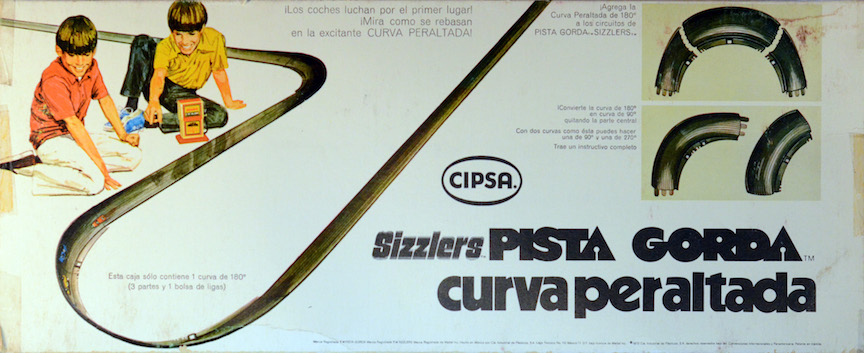 ¡Los coches luchan por el primer lugar!
¡Mira como se rebasan
en la excitante CURVA PERALTADA!
¡Agrega la
Curva Peraltada de 180°
a los circuitos de
PISTA GORDA™ SIZZLERS™
¡Convierte la curva de 180°
en curva de 90°
quitando la parte central
Con dos curvas como ésta puedes hacer
una de 90° y una de 270°
Trae un instructivo completo
CIPSA.
Sizzlers™ PISTA GORDA™
curva peraltada
Esta caja sólo contiene 1 curva de 180°
(3 partes y 1 bolsa de ligas)